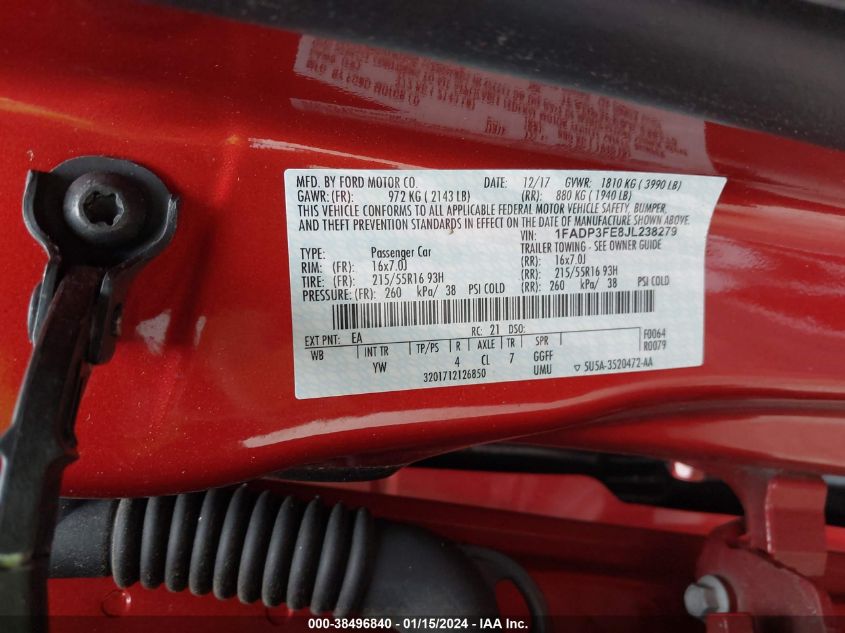 MFD. BY FORD MOTOR CO. DATE: 12/17 GVWR: 1810 KG ( 3990 LB)
GAWR: (FR): 972 KG ( 2143 LB) (RR): 880 KG ( 1940 LB)
THIS VEHICLE CONFORMS TO ALL APPLICABLE FEDERAL MOTOR VEHICLE SAFETY, BUMPER,
AND THEFT PREVENTION STANDARDS IN EFFECT ON THE DATE OF MANUFACTURE SHOWN ABOVE.
VIN: 1FADP3FE8JL238279
TYPE: Passenger Car TRAILER TOWING - SEE OWNER GUIDE
RIM: (FR): 16x7.0J (RR): 16x7.0J
TIRE: (FR): 215/55R16 93H (RR): 215/55R16 93H
PRESSURE: (FR): 260 kPa/ 38 PSI COLD (RR): 260 kPa/ 38 PSI COLD
EXT PNT: EA RC: 21 DSO: F0064
WB INT TR TP/PS R AXLE TR SPR R0079
YW 4 CL 7 GGFF
3201712126850 UMU ▽ 5U5A-3520472-AA
000-38496840 - 01/15/2024 - IAA Inc.